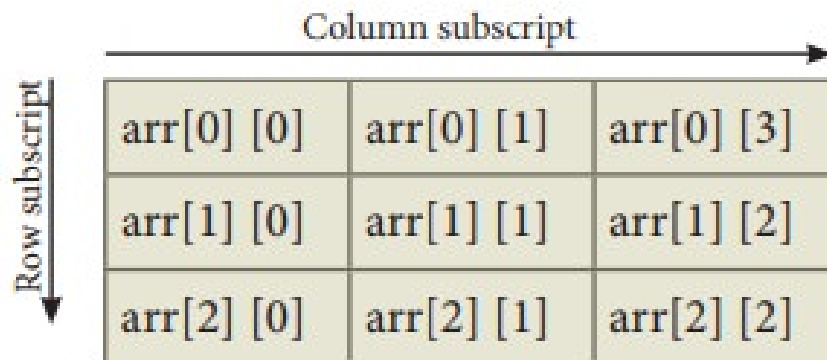 Column subscript
Row subscript
arr[0] [0] arr[0] [1] arr[0] [3]
arr[1] [0] arr[1] [1] arr[1] [2]
arr[2] [0] arr[2] [1] arr[2] [2]